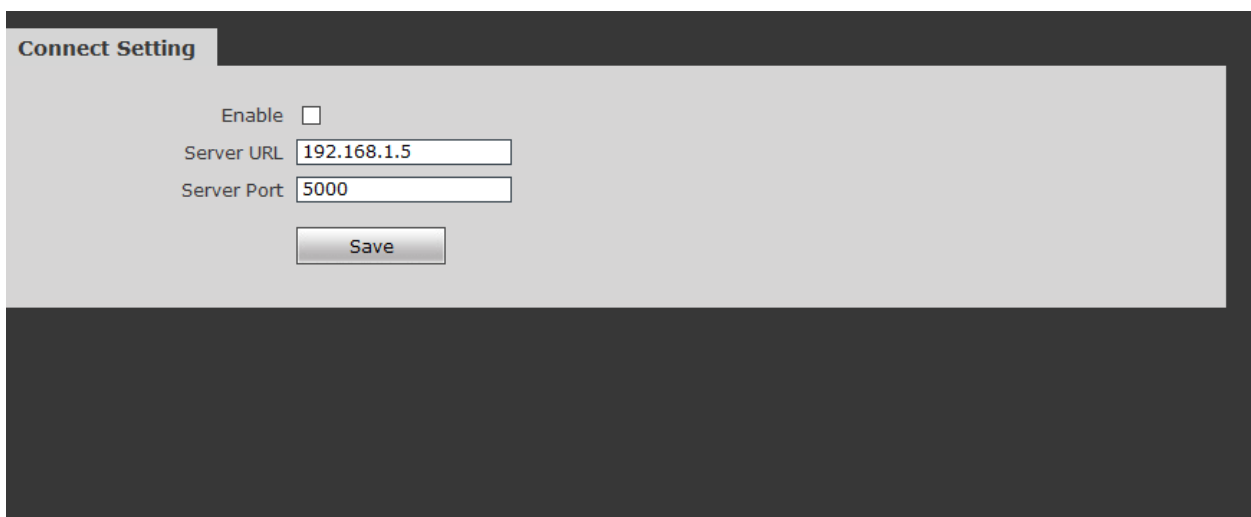 Connect Setting
Enable
Server URL 192.168.1.5
Server Port 5000
Save